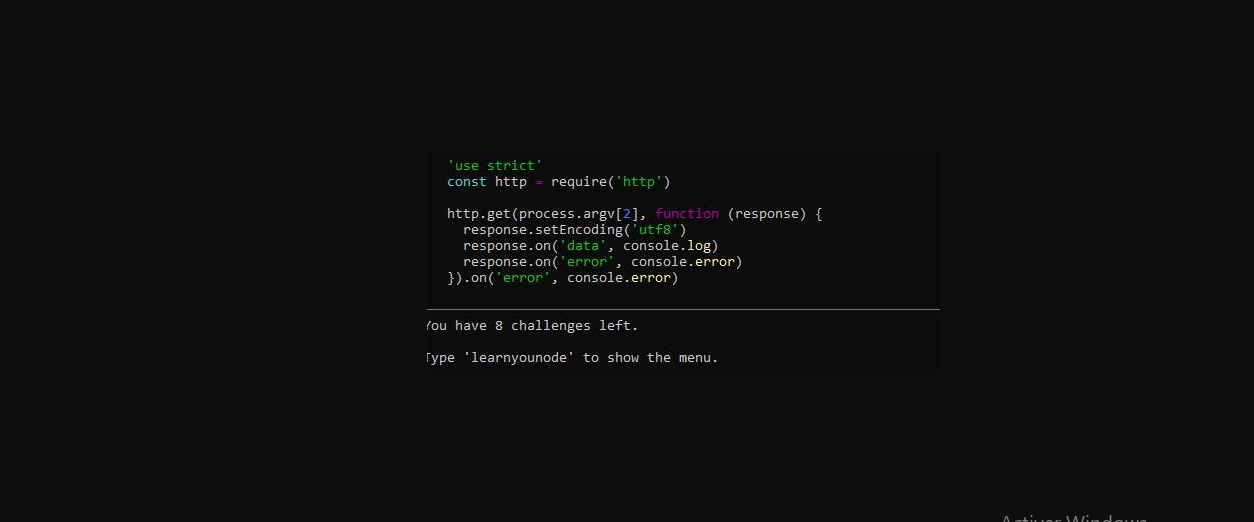 'use strict'
const http = require('http')
http.get(process.argv[2], function (response) {
response.setEncoding('utf8')
response.on('data', console.log)
response.on('error', console.error)
}).on('error', console.error)
You have 8 challenges left.
Type 'learnyounode' to show the menu.
Activer Windows